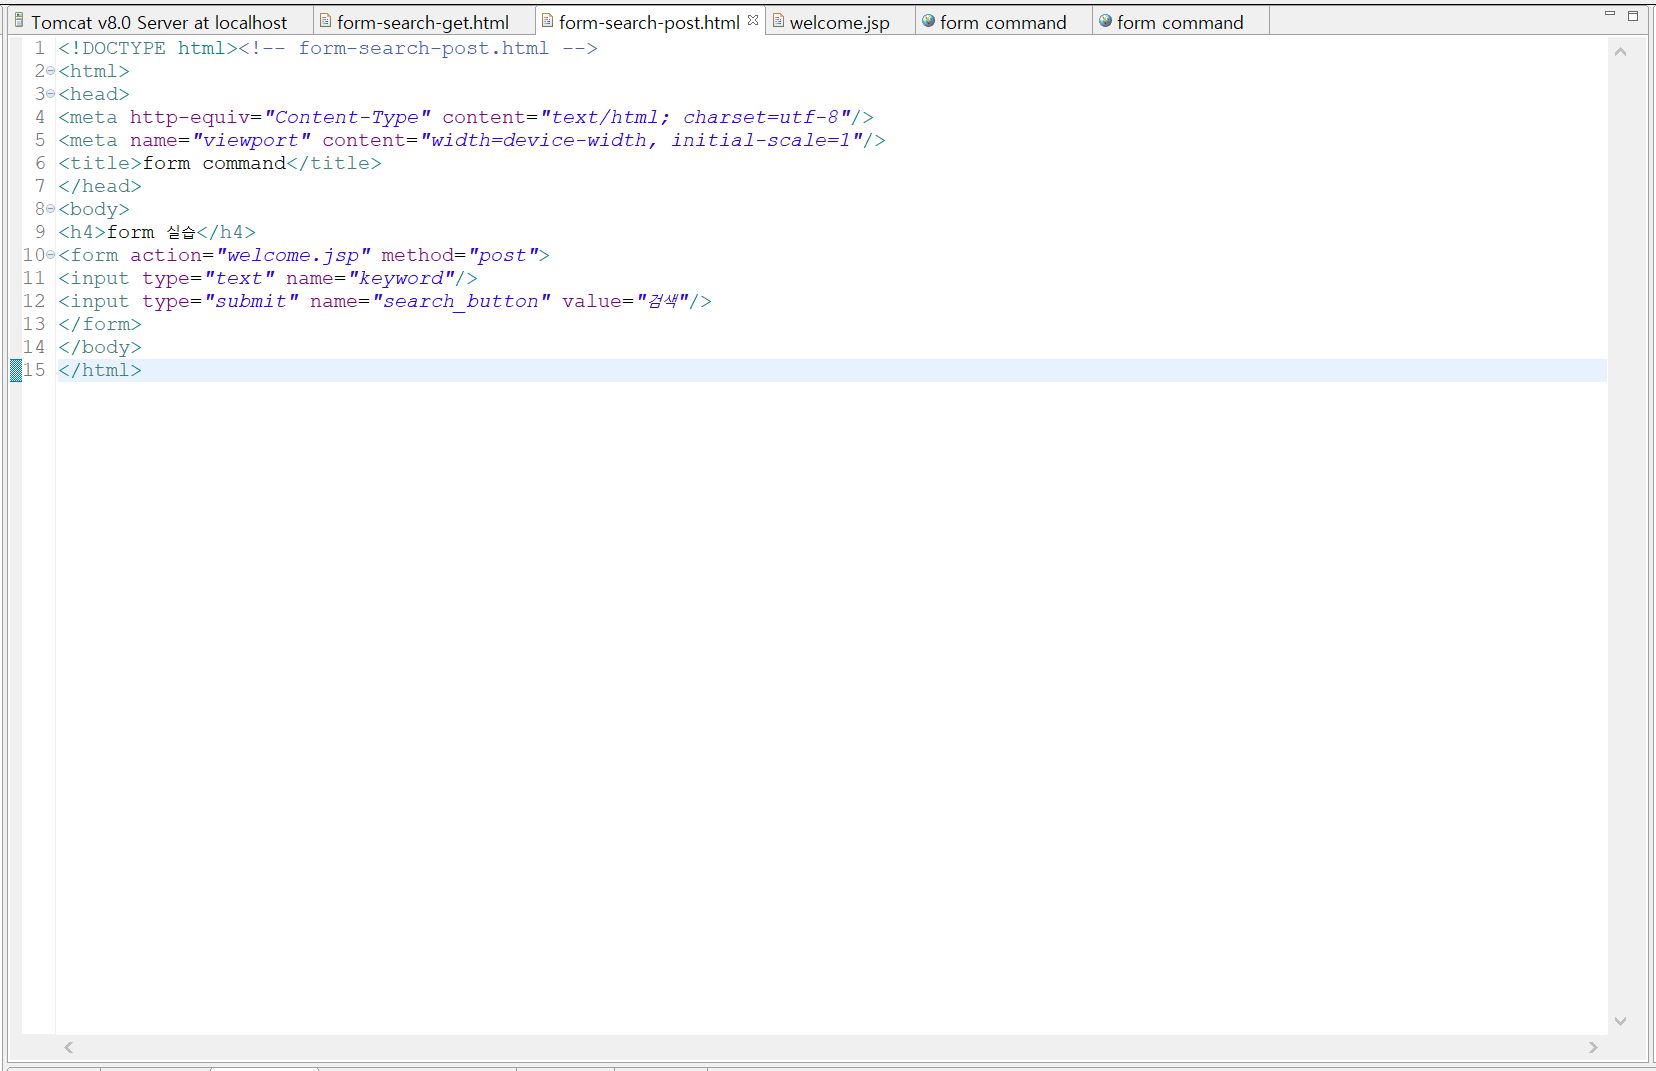 Tomcat v8.0 Server at localhost form-search-get.html form-search-post.html welcome.jsp form command form command
1 <!DOCTYPE html><!-- form-search-post.html -->
2 <html>
3 <head>
4 <meta http-equiv="Content-Type" content="text/html; charset=utf-8"/>
5 <meta name="viewport" content="width=device-width, initial-scale=1"/>
6 <title>form command</title>
7 </head>
8 <body>
9 <h4>form 실습</h4>
10 <form action="welcome.jsp" method="post">
11 <input type="text" name="keyword"/>
12 <input type="submit" name="search_button" value="검색"/>
13 </form>
14 </body>
15 </html>